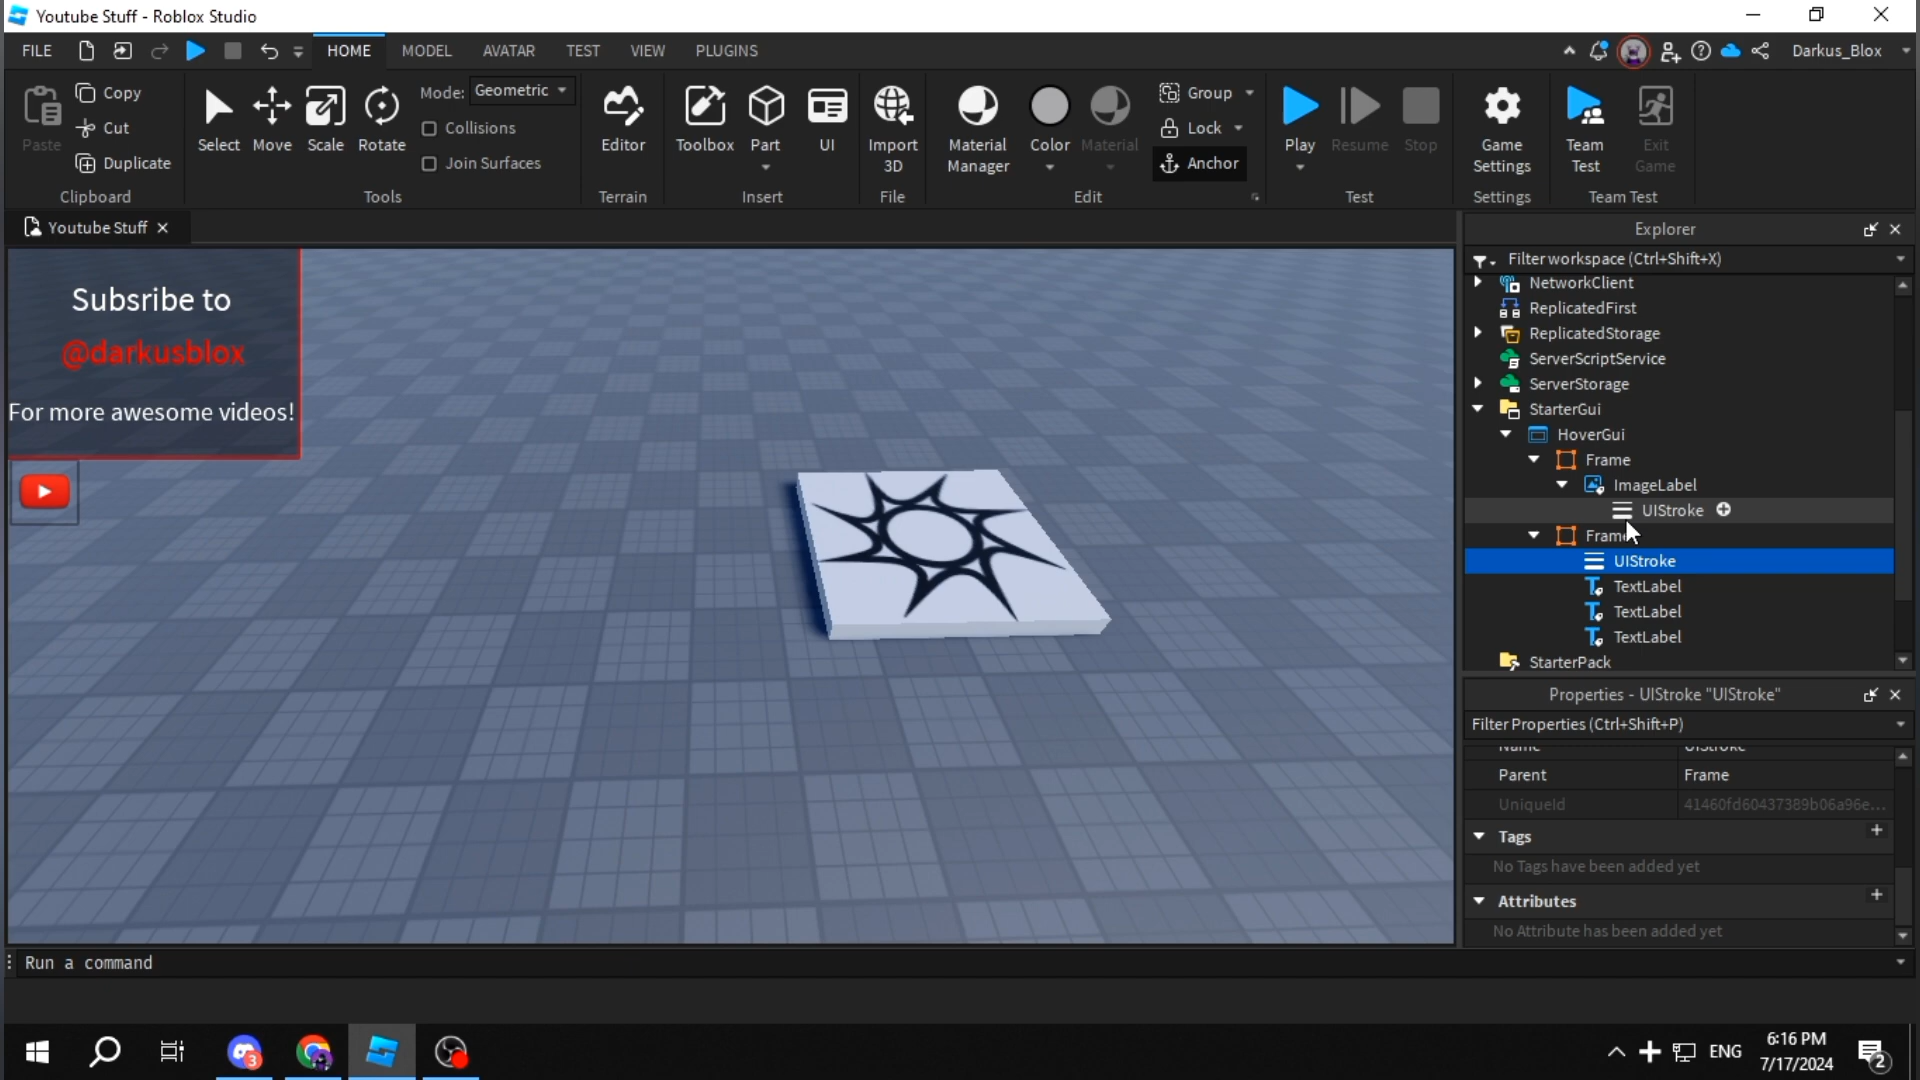 Youtube Stuff - Roblox Studio
FILE HOME MODEL AVATAR TEST VIEW PLUGINS Darkus_Blox
Paste Copy Cut Duplicate
Clipboard
Select Move Scale Rotate
Mode: Geometric
Collisions
Join Surfaces
Tools
Editor
Terrain
Toolbox Part UI
Insert
Import 3D
File
Material Manager Color Material
Group
Lock
Anchor
Edit
Play Resume Stop
Test
Game Settings
Settings
Team Test Exit Game
Team Test
Youtube Stuff
Subsribe to
@darkusblox
For more awesome videos!
Explorer
Filter workspace (Ctrl+Shift+X)
NetworkClient
ReplicatedFirst
ReplicatedStorage
ServerScriptService
ServerStorage
StarterGui
HoverGui
Frame
ImageLabel
UIStroke
Frame
UIStroke
TextLabel
TextLabel
TextLabel
StarterPack
Properties - UIStroke "UIStroke"
Filter Properties (Ctrl+Shift+P)
Name UIStroke
Parent Frame
UniqueId 41460fd60437389b06a96e...
Tags
No Tags have been added yet
Attributes
No Attribute has been added yet
Run a command
3
ENG
6:16 PM
7/17/2024
2